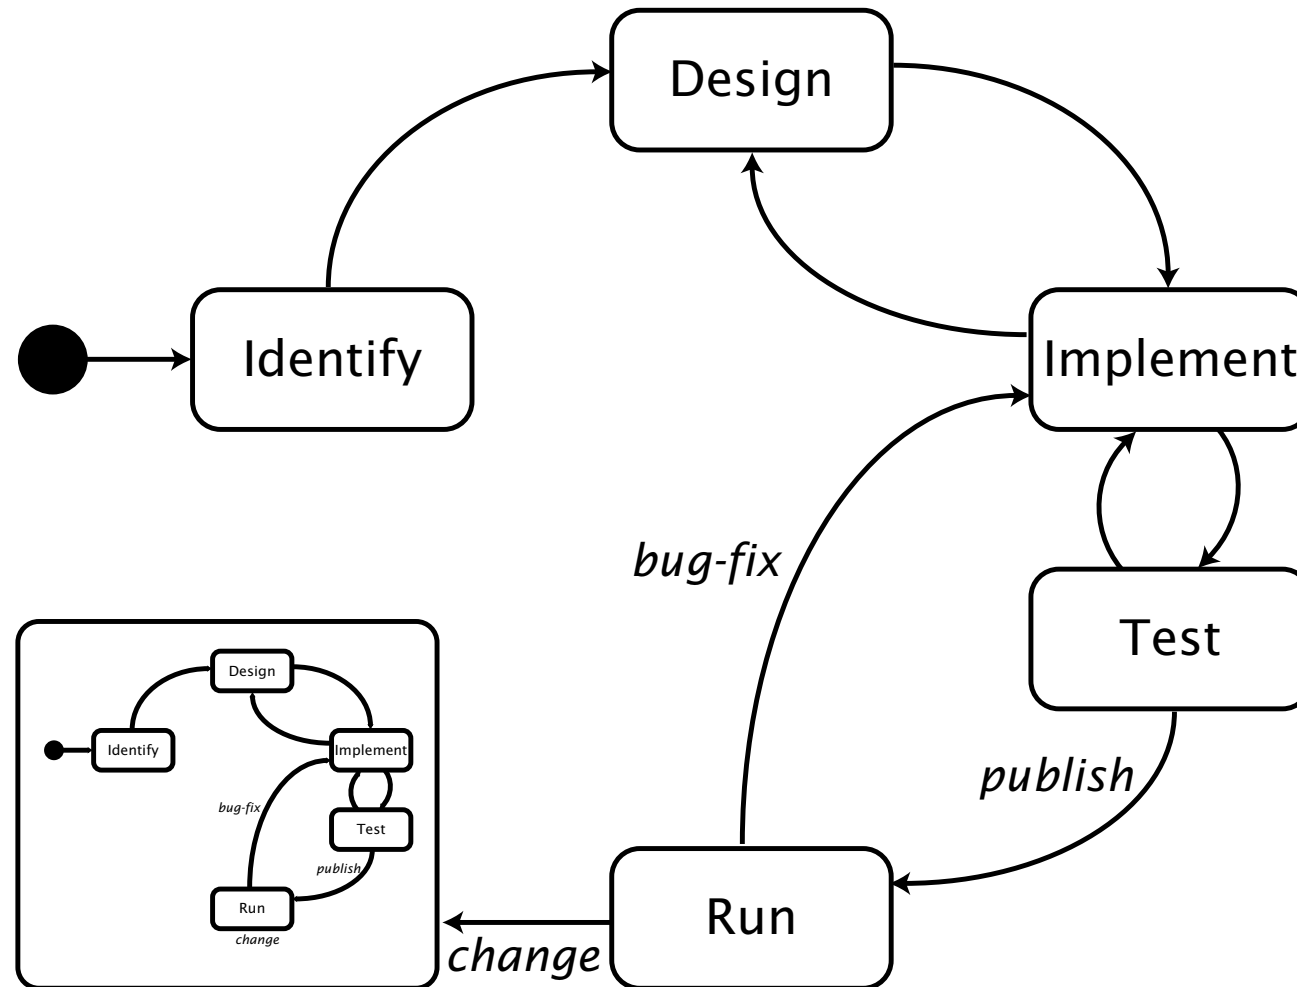 Design
Identify
Implement
bug-fix
Test
publish
Run
change
Design
Identify
Implement
bug-fix
Test
publish
Run
change